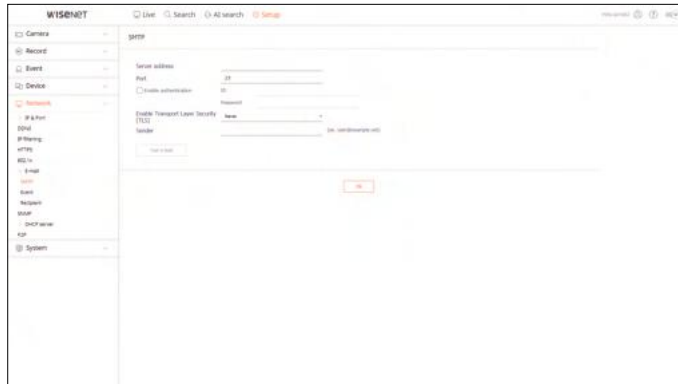 WISENET
Live Search AI search Setup
Camera
Record
Event
Device
Network
IP & Port
DDNS
IP filtering
HTTPS
802.1x
E-mail
SMTP
Event
Recipient
SNMP
DHCP server
P2P
System
SMTP
Server address
Port 25
Enable authentication ID
Password
Enable Transport Layer Security (TLS) None
Sender
Test E-Mail
OK